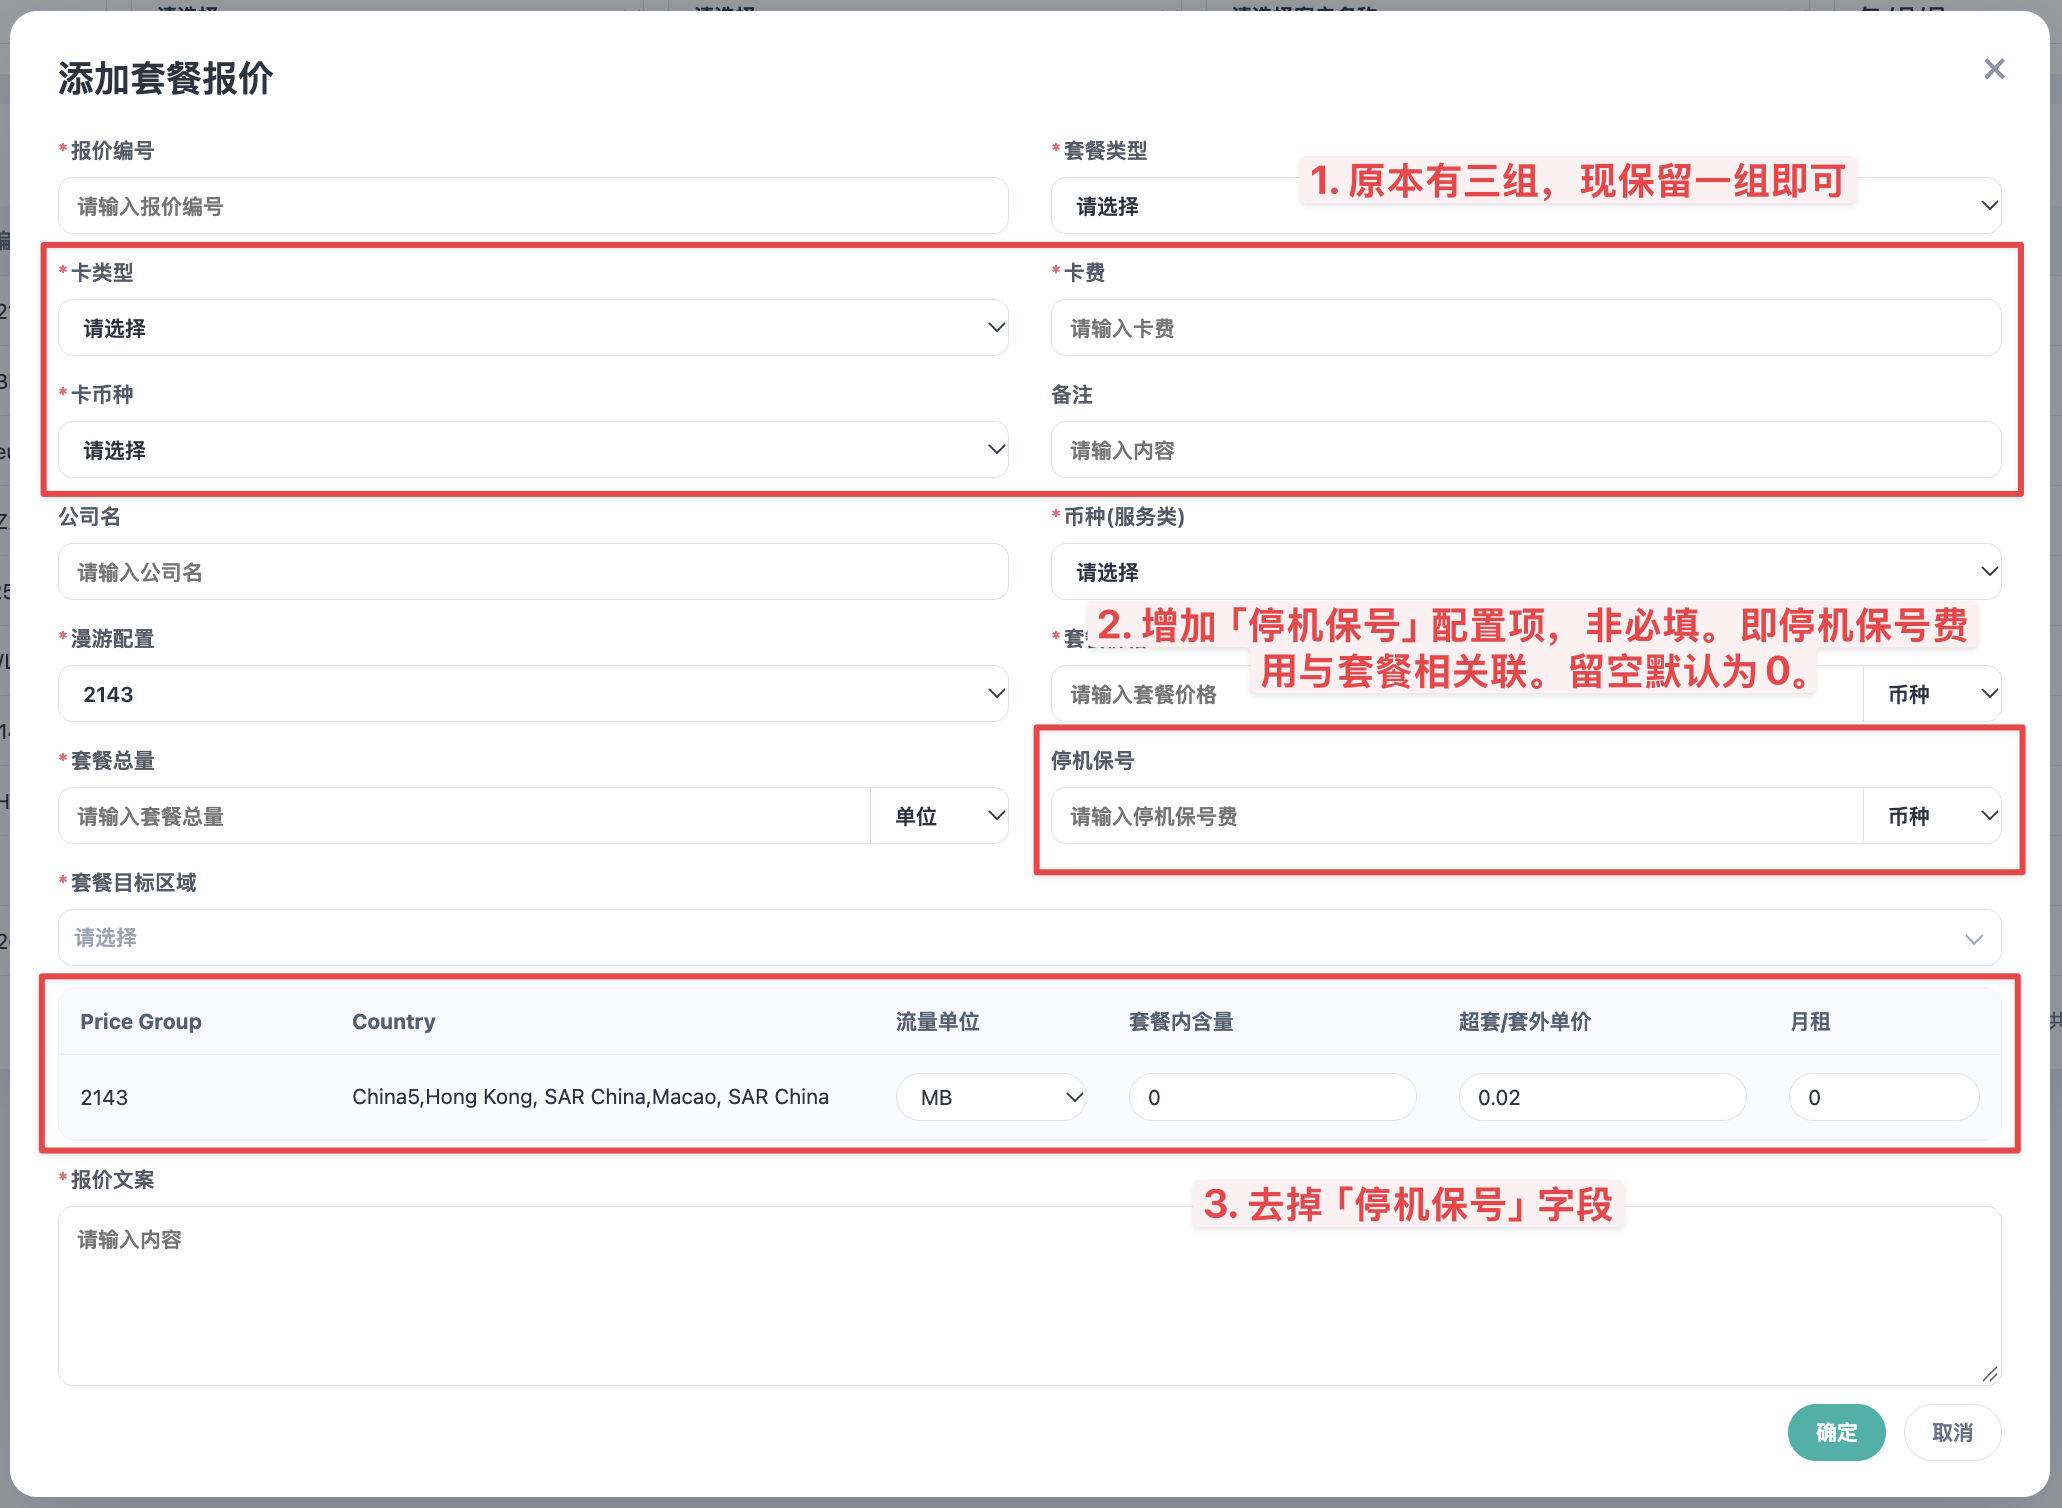 添加套餐报价
*报价编号
*套餐类型
1. 原本有三组，现保留一组即可
请输入报价编号
请选择
*卡类型
*卡费
请选择
请输入卡费
*卡币种
备注
请选择
请输入内容
公司名
*币种(服务类)
请输入公司名
请选择
*漫游配置
2. 增加「停机保号」配置项，非必填。即停机保号费
用与套餐相关联。留空默认为 0。
2143
请输入套餐价格
币种
*套餐总量
停机保号
请输入套餐总量
单位
请输入停机保号费
币种
*套餐目标区域
请选择
Price Group
Country
流量单位
套餐内含量
超套/套外单价
月租
2143
China5,Hong Kong, SAR China,Macao, SAR China
MB
0
0.02
0
*报价文案
3. 去掉「停机保号」字段
请输入内容
确定
取消